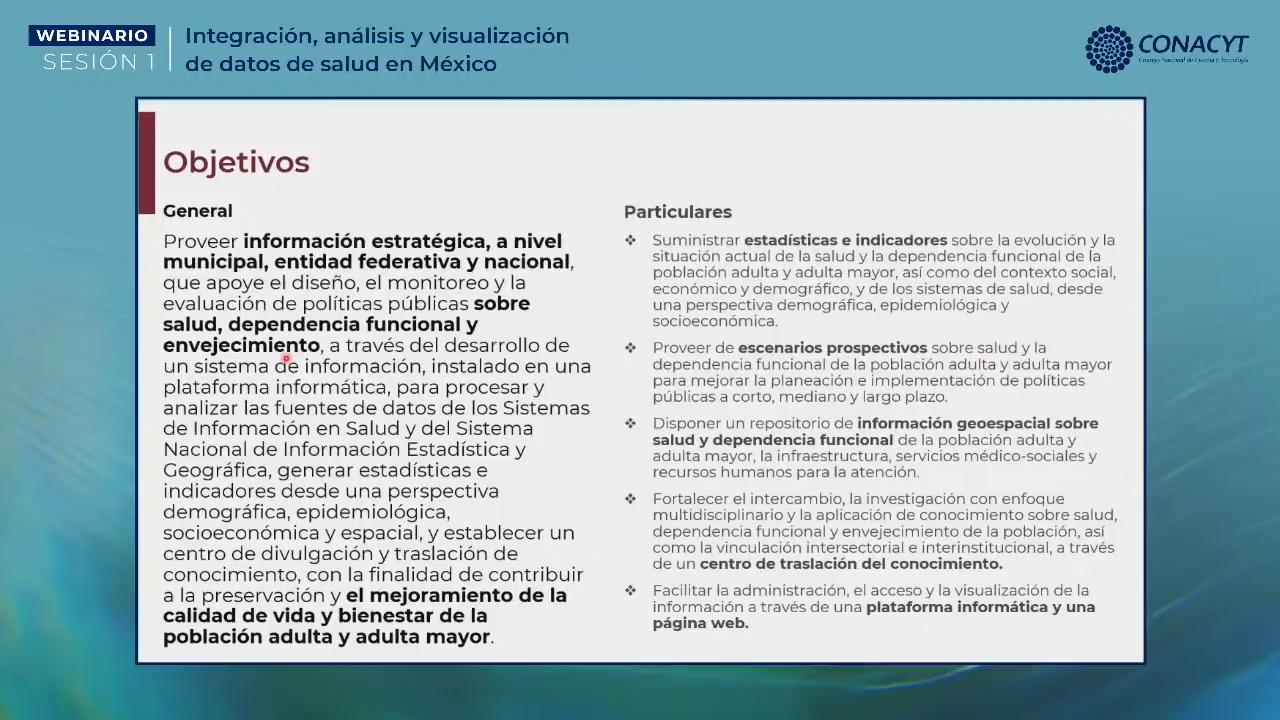 WEBINARIO
SESIÓN 1
Integración, análisis y visualización
de datos de salud en México
CONACYT
Consejo Nacional de Ciencia y Tecnología
Objetivos
General
Proveer información estratégica, a nivel
municipal, entidad federativa y nacional,
que apoye el diseño, el monitoreo y la
evaluación de políticas públicas sobre
salud, dependencia funcional y
envejecimiento, a través del desarrollo de
un sistema de información, instalado en una
plataforma informática, para procesar y
analizar las fuentes de datos de los Sistemas
de Información en Salud y del Sistema
Nacional de Información Estadística y
Geográfica, generar estadísticas e
indicadores desde una perspectiva
demográfica, epidemiológica,
socioeconómica y espacial, y establecer un
centro de divulgación y traslación de
conocimiento, con la finalidad de contribuir
a la preservación y el mejoramiento de la
calidad de vida y bienestar de la
población adulta y adulta mayor.
Particulares
❖ Suministrar estadísticas e indicadores sobre la evolución y la
situación actual de la salud y la dependencia funcional de la
población adulta y adulta mayor, así como del contexto social,
económico y demográfico, y de los sistemas de salud, desde
una perspectiva demográfica, epidemiológica y
socioeconómica.
❖ Proveer de escenarios prospectivos sobre salud y la
dependencia funcional de la población adulta y adulta mayor
para mejorar la planeación e implementación de políticas
públicas a corto, mediano y largo plazo.
❖ Disponer un repositorio de información geoespacial sobre
salud y dependencia funcional de la población adulta y
adulta mayor, la infraestructura, servicios médico-sociales y
recursos humanos para la atención.
❖ Fortalecer el intercambio, la investigación con enfoque
multidisciplinario y la aplicación de conocimiento sobre salud,
dependencia funcional y envejecimiento de la población, así
como la vinculación intersectorial e interinstitucional, a través
de un centro de traslación del conocimiento.
❖ Facilitar la administración, el acceso y la visualización de la
información a través de una plataforma informática y una
página web.